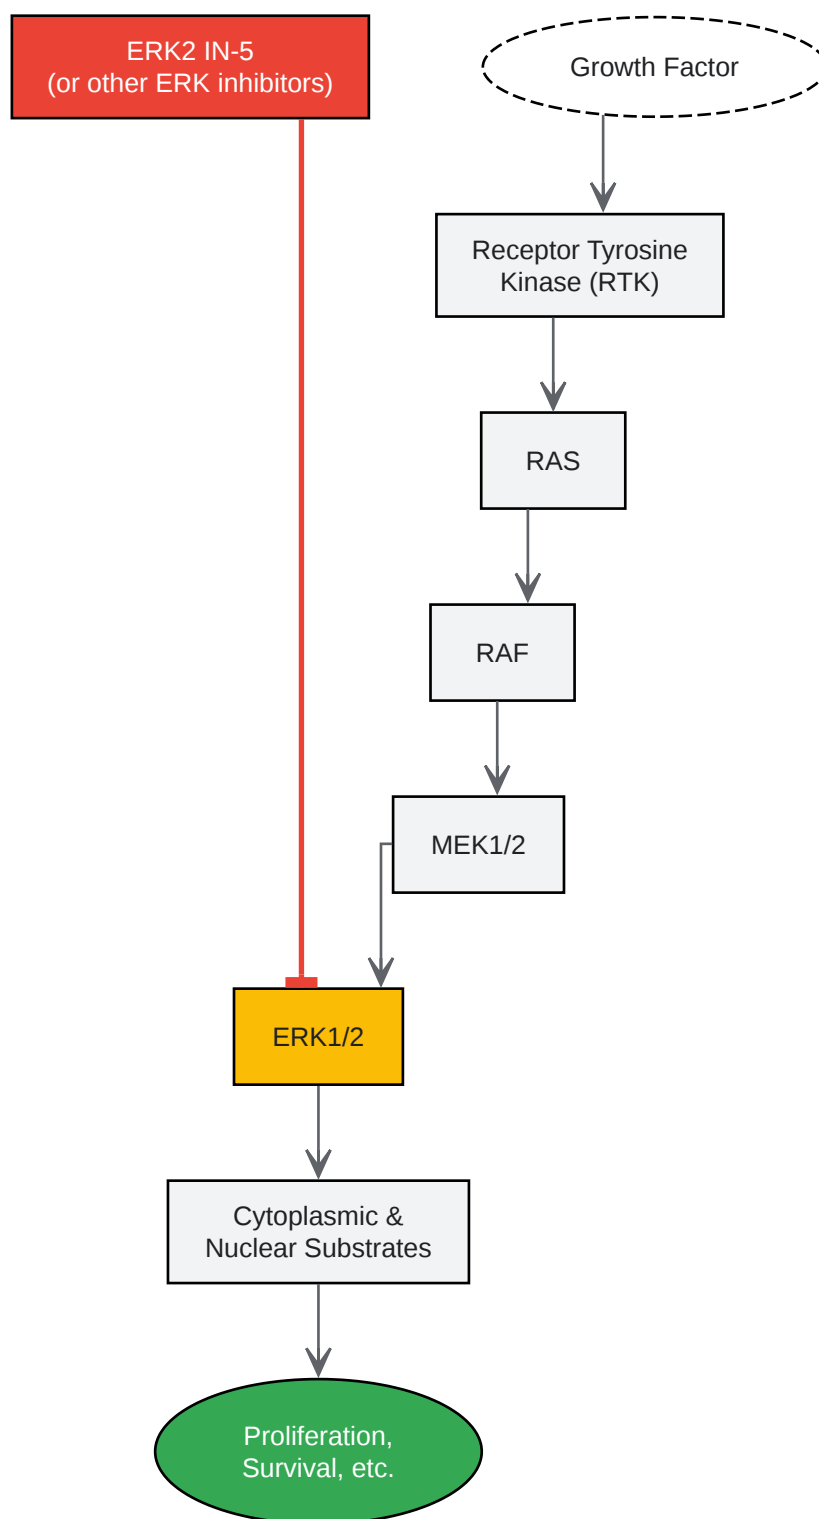 ERK2 IN-5
(or other ERK inhibitors)
Growth Factor
Receptor Tyrosine
Kinase (RTK)
RAS
RAF
MEK1/2
ERK1/2
Cytoplasmic &
Nuclear Substrates
Proliferation,
Survival, etc.